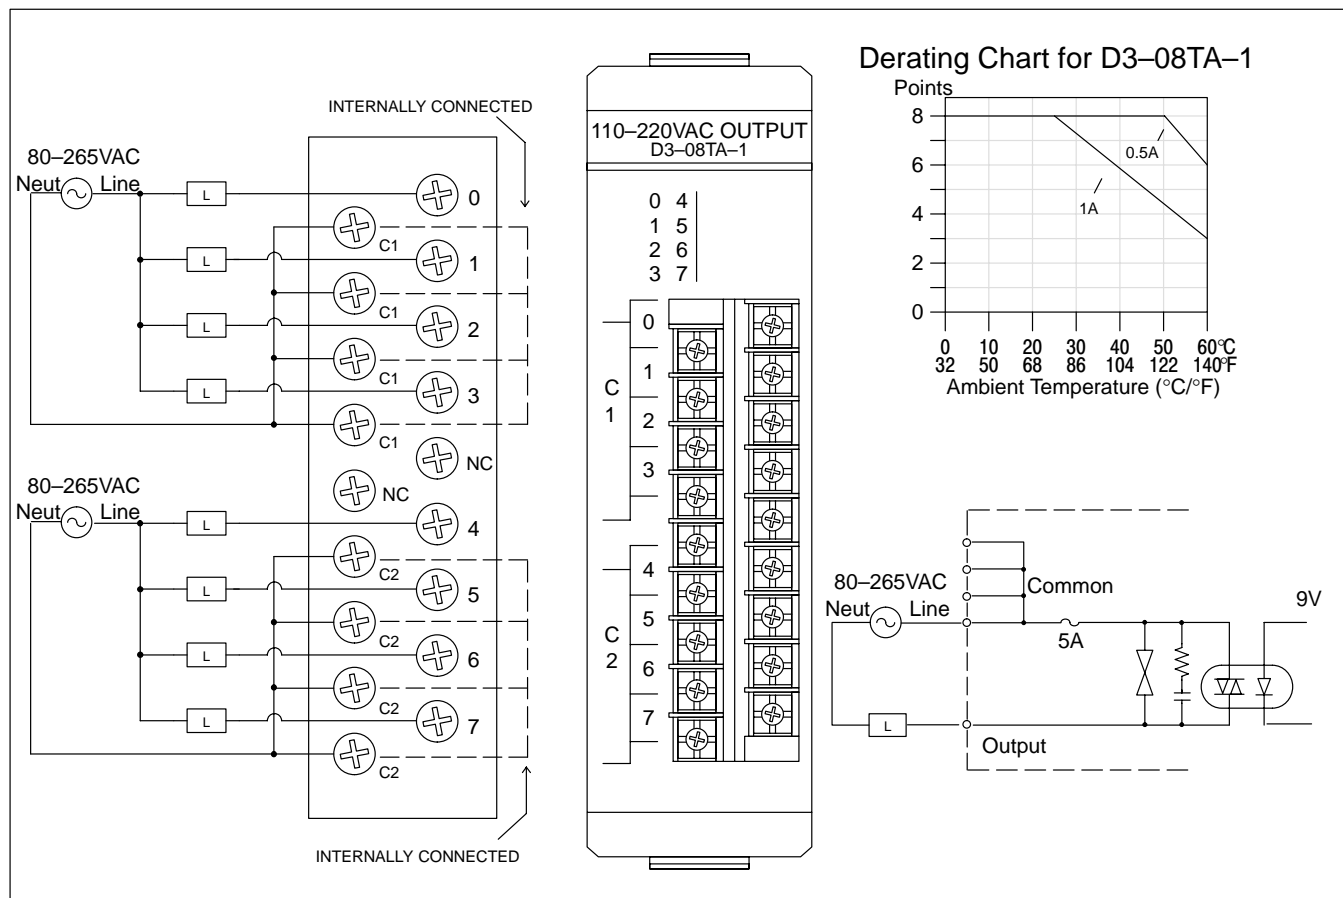 INTERNALLY CONNECTED
80–265VAC
Neut Line
L 0
C1
L 1
C1
L 2
C1
L 3
C1
NC
NC
80–265VAC
Neut Line
L 4
C2
L 5
C2
L 6
C2
L 7
C2
INTERNALLY CONNECTED
110–220VAC OUTPUT
D3–08TA–1
0 4
1 5
2 6
3 7
C
1
0
1
2
3
C
2
4
5
6
7
Derating Chart for D3–08TA–1
Points
8
6
4
2
0
0.5A
1A
0 10 20 30 40 50 60°C
32 50 68 86 104 122 140°F
Ambient Temperature (°C/°F)
80–265VAC
Neut Line
Common
5A
9V
L
Output